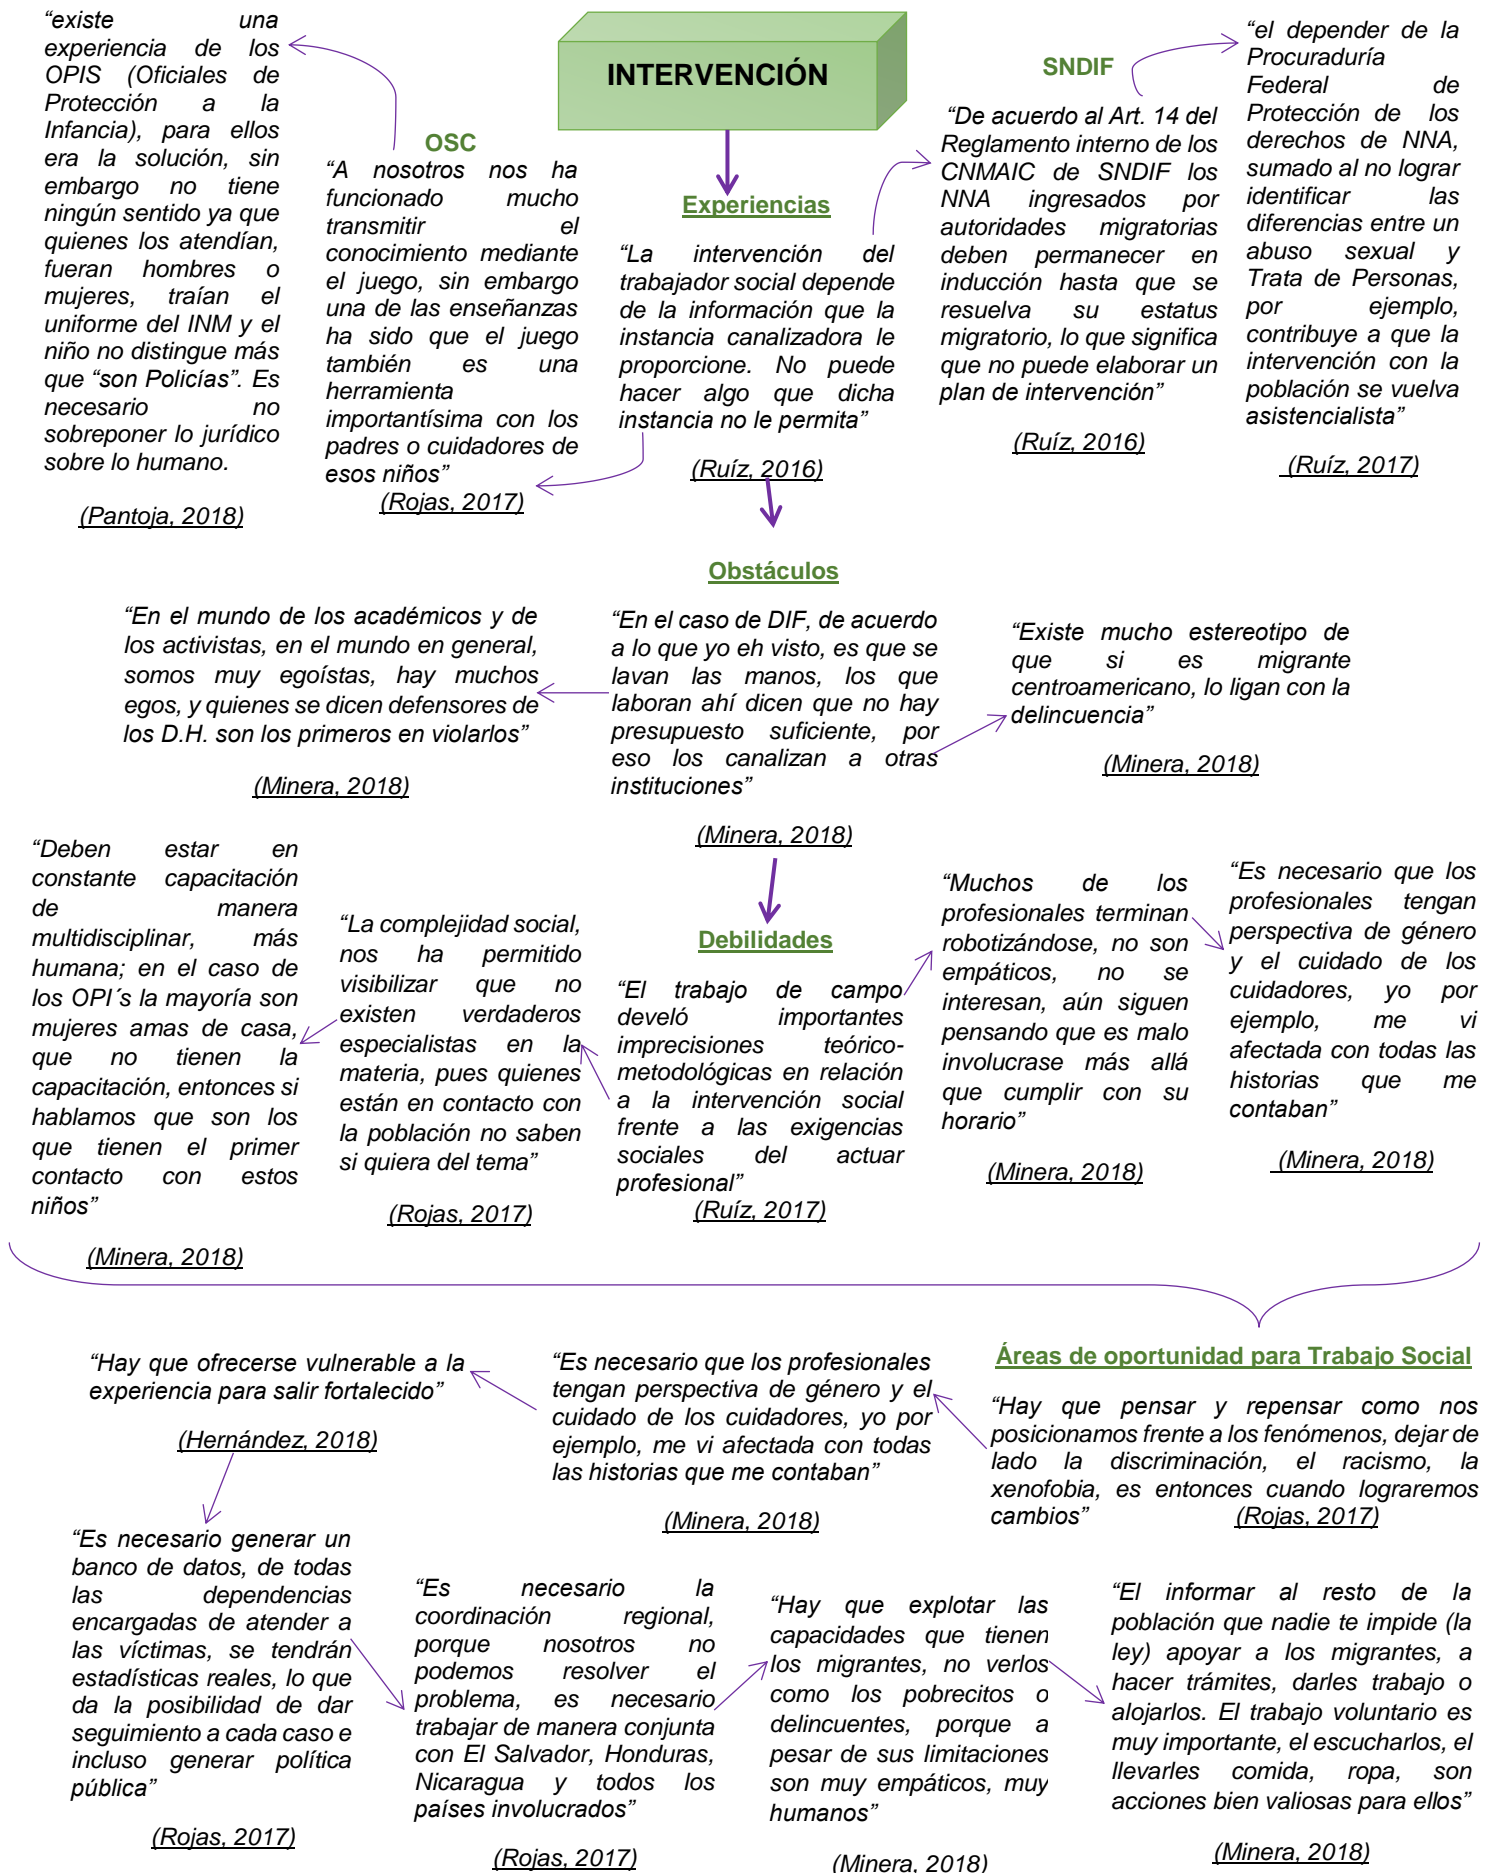 INTERVENCIÓN
“existe una
experiencia de los
OPIS (Oficiales de
Protección a la
Infancia), para ellos
era la solución, sin
embargo no tiene
ningún sentido ya que
quienes los atendían,
fueran hombres o
mujeres, traían el
uniforme del INM y el
niño no distingue más
que “son Policías”. Es
necesario no
sobreponer lo jurídico
sobre lo humano.
(Pantoja, 2018)
OSC
“A nosotros nos ha
funcionado mucho
transmitir el
conocimiento mediante
el juego, sin embargo
una de las enseñanzas
ha sido que el juego
también es una
herramienta
importantísima con los
padres o cuidadores de
esos niños”
(Rojas, 2017)
Experiencias
“La intervención del
trabajador social depende
de la información que la
instancia canalizadora le
proporcione. No puede
hacer algo que dicha
instancia no le permita”
(Ruíz, 2016)
SNDIF
“De acuerdo al Art. 14 del
Reglamento interno de los
CNMAIC de SNDIF los
NNA ingresados por
autoridades migratorias
deben permanecer en
inducción hasta que se
resuelva su estatus
migratorio, lo que significa
que no puede elaborar un
plan de intervención”
(Ruíz, 2016)
“el depender de la
Procuraduría
Federal de
Protección de los
derechos de NNA,
sumado al no lograr
identificar las
diferencias entre un
abuso sexual y
Trata de Personas,
por ejemplo,
contribuye a que la
intervención con la
población se vuelva
asistencialista”
(Ruíz, 2017)
Obstáculos
“En el mundo de los académicos y de
los activistas, en el mundo en general,
somos muy egoístas, hay muchos
egos, y quienes se dicen defensores de
los D.H. son los primeros en violarlos”
(Minera, 2018)
“En el caso de DIF, de acuerdo
a lo que yo eh visto, es que se
lavan las manos, los que
laboran ahí dicen que no hay
presupuesto suficiente, por
eso los canalizan a otras
instituciones”
(Minera, 2018)
“Existe mucho estereotipo de
que si es migrante
centroamericano, lo ligan con la
delincuencia”
(Minera, 2018)
Debilidades
“Deben estar en
constante capacitación
de manera
multidisciplinar, más
humana; en el caso de
los OPI´s la mayoría son
mujeres amas de casa,
que no tienen la
capacitación, entonces si
hablamos que son los
que tienen el primer
contacto con estos
niños”
(Minera, 2018)
“La complejidad social,
nos ha permitido
visibilizar que no
existen verdaderos
especialistas en la
materia, pues quienes
están en contacto con
la población no saben
si quiera del tema”
(Rojas, 2017)
“El trabajo de campo
develó importantes
imprecisiones teórico-
metodológicas en relación
a la intervención social
frente a las exigencias
sociales del actuar
profesional”
(Ruíz, 2017)
“Muchos de los
profesionales terminan
robotizándose, no son
empáticos, no se
interesan, aún siguen
pensando que es malo
involucrase más allá
que cumplir con su
horario”
(Minera, 2018)
“Es necesario que los
profesionales tengan
perspectiva de género
y el cuidado de los
cuidadores, yo por
ejemplo, me vi
afectada con todas las
historias que me
contaban”
(Minera, 2018)
Áreas de oportunidad para Trabajo Social
“Hay que ofrecerse vulnerable a la
experiencia para salir fortalecido”
(Hernández, 2018)
“Es necesario que los profesionales
tengan perspectiva de género y el
cuidado de los cuidadores, yo por
ejemplo, me vi afectada con todas
las historias que me contaban”
(Minera, 2018)
“Hay que pensar y repensar como nos
posicionamos frente a los fenómenos, dejar de
lado la discriminación, el racismo, la
xenofobia, es entonces cuando lograremos
cambios”
(Rojas, 2017)
“Es necesario generar un
banco de datos, de todas
las dependencias
encargadas de atender a
las víctimas, se tendrán
estadísticas reales, lo que
da la posibilidad de dar
seguimiento a cada caso e
incluso generar política
pública”
(Rojas, 2017)
“Es necesario la
coordinación regional,
porque nosotros no
podemos resolver el
problema, es necesario
trabajar de manera conjunta
con El Salvador, Honduras,
Nicaragua y todos los
países involucrados”
(Rojas, 2017)
“Hay que explotar las
capacidades que tienen
los migrantes, no verlos
como los pobrecitos o
delincuentes, porque a
pesar de sus limitaciones
son muy empáticos, muy
humanos”
(Minera, 2018)
“El informar al resto de la
población que nadie te impide (la
ley) apoyar a los migrantes, a
hacer trámites, darles trabajo o
alojarlos. El trabajo voluntario es
muy importante, el escucharlos, el
llevarles comida, ropa, son
acciones bien valiosas para ellos”
(Minera, 2018)